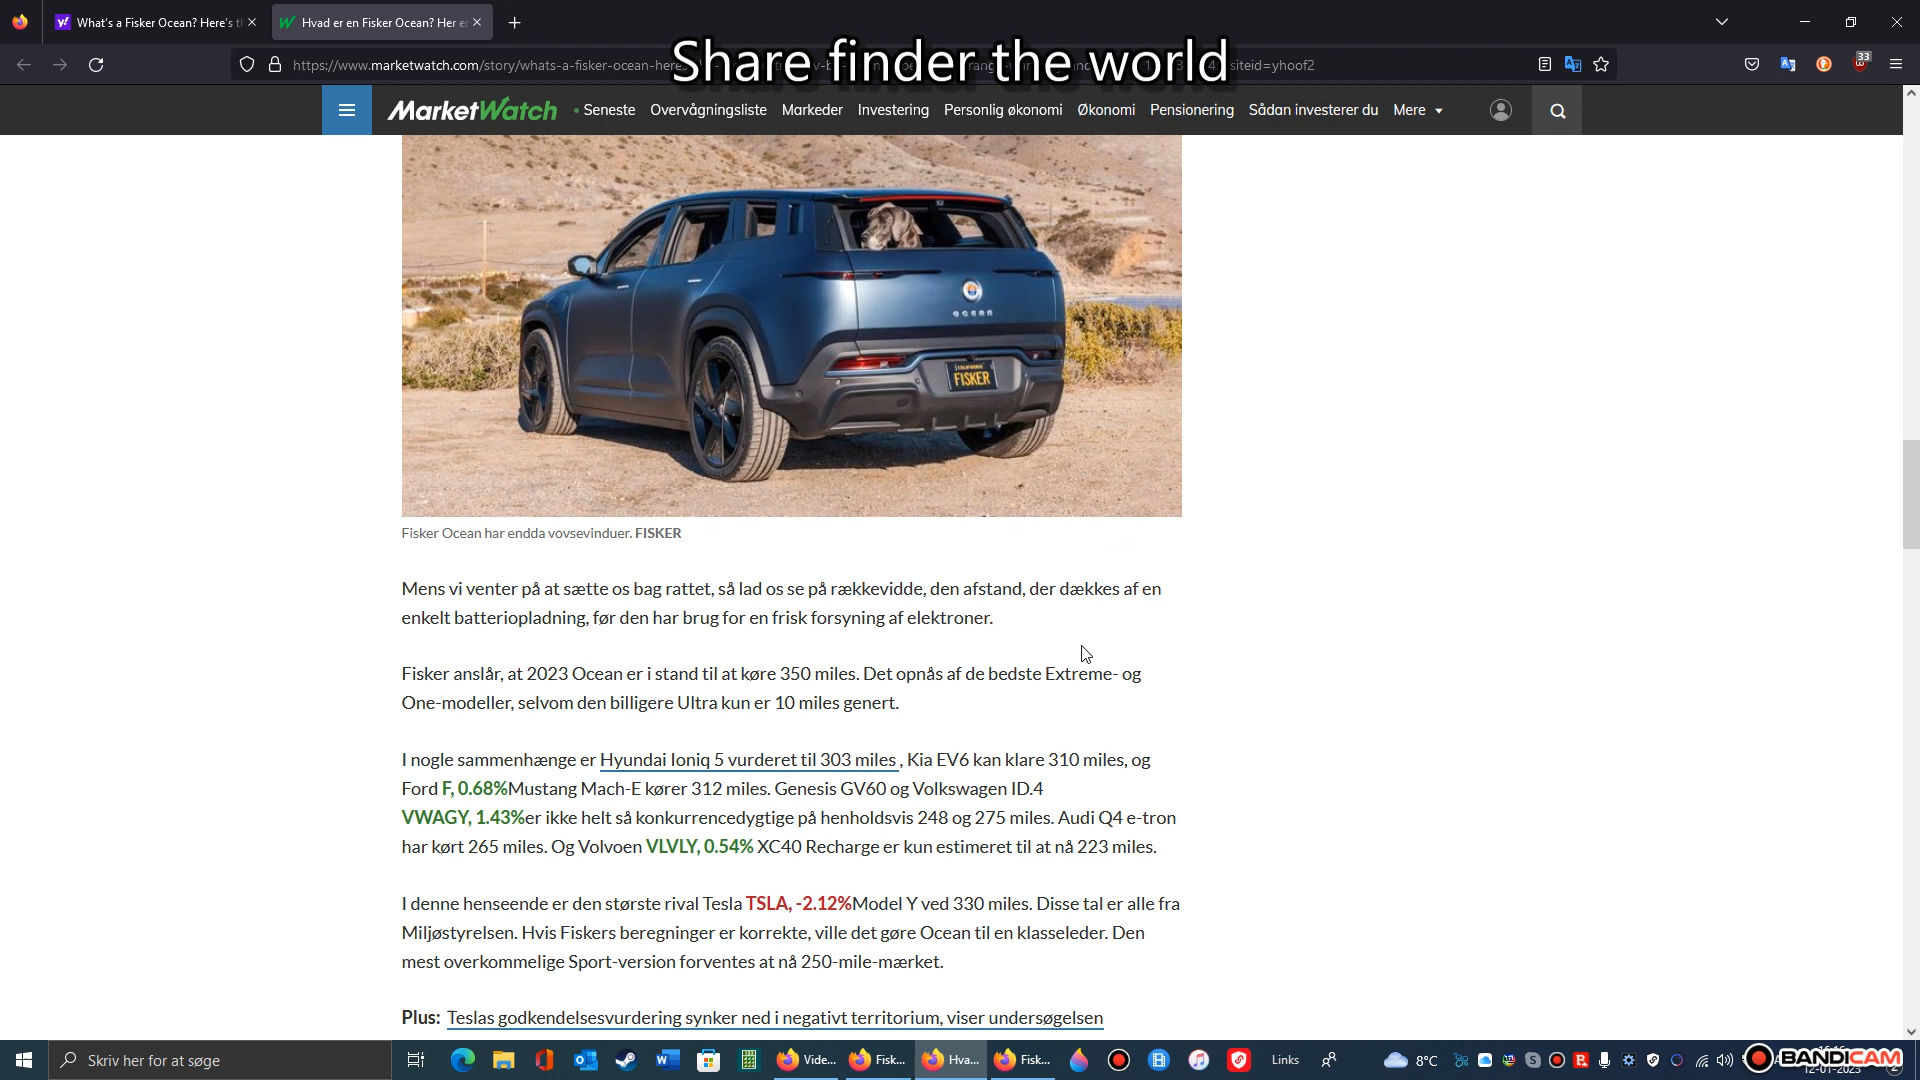 What's a Fisker Ocean? Here's t
Hvad er en Fisker Ocean? Her e
Share finder the world
https://www.marketwatch.com/story/whats-a-fisker-ocean-here
siteid=yhoof2
33
MarketWatch
Seneste Overvågningsliste Markeder Investering Personlig økonomi Økonomi Pensionering Sådan investerer du Mere
OCEAN
CALIFORNIA
FISKER
Fisker Ocean har endda vovsevinduer. FISKER
Mens vi venter på at sætte os bag rattet, så lad os se på rækkevidde, den afstand, der dækkes af en
enkelt batteriopladning, før den har brug for en frisk forsyning af elektroner.
Fisker anslår, at 2023 Ocean er i stand til at køre 350 miles. Det opnås af de bedste Extreme- og
One-modeller, selvom den billigere Ultra kun er 10 miles genert.
I nogle sammenhænge er Hyundai Ioniq 5 vurderet til 303 miles , Kia EV6 kan klare 310 miles, og
Ford F, 0.68%Mustang Mach-E kører 312 miles. Genesis GV60 og Volkswagen ID.4
VWAGY, 1.43%er ikke helt så konkurrencedygtige på henholdsvis 248 og 275 miles. Audi Q4 e-tron
har kørt 265 miles. Og Volvoen VLVLY, 0.54% XC40 Recharge er kun estimeret til at nå 223 miles.
I denne henseende er den største rival Tesla TSLA, -2.12%Model Y ved 330 miles. Disse tal er alle fra
Miljøstyrelsen. Hvis Fiskers beregninger er korrekte, ville det gøre Ocean til en klasseleder. Den
mest overkommelige Sport-version forventes at nå 250-mile-mærket.
Plus: Teslas godkendelsesvurdering synker ned i negativt territorium, viser undersøgelsen
Skriv her for at søge
Vide... Fisk... Hva... Fisk... Links 8°C
BANDICAM
12-01-2023